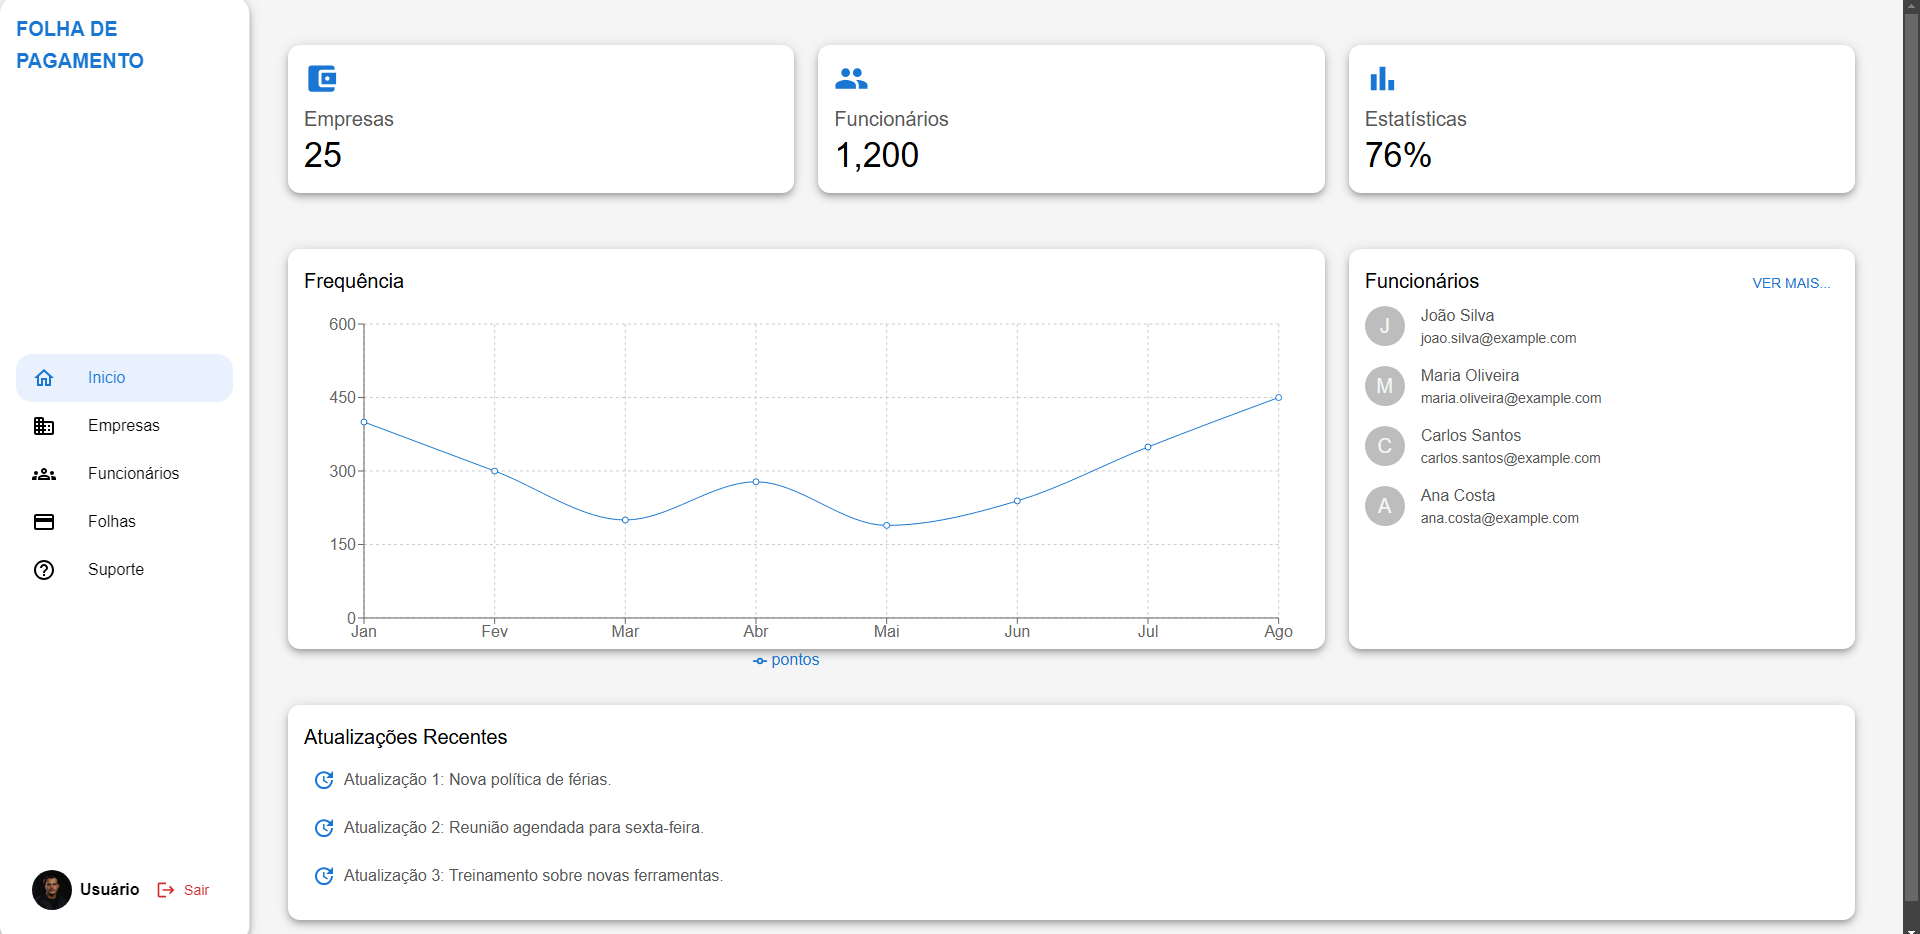 FOLHA DE
PAGAMENTO
Inicio
Empresas
Funcionários
Folhas
Suporte
Usuário
Sair
Empresas
25
Funcionários
1,200
Estatísticas
76%
Frequência
600
450
300
150
0
Jan Fev Mar Abr Mai Jun Jul Ago
pontos
Funcionários VER MAIS...
J
João Silva
joao.silva@example.com
M
Maria Oliveira
maria.oliveira@example.com
C
Carlos Santos
carlos.santos@example.com
A
Ana Costa
ana.costa@example.com
Atualizações Recentes
Atualização 1: Nova política de férias.
Atualização 2: Reunião agendada para sexta-feira.
Atualização 3: Treinamento sobre novas ferramentas.